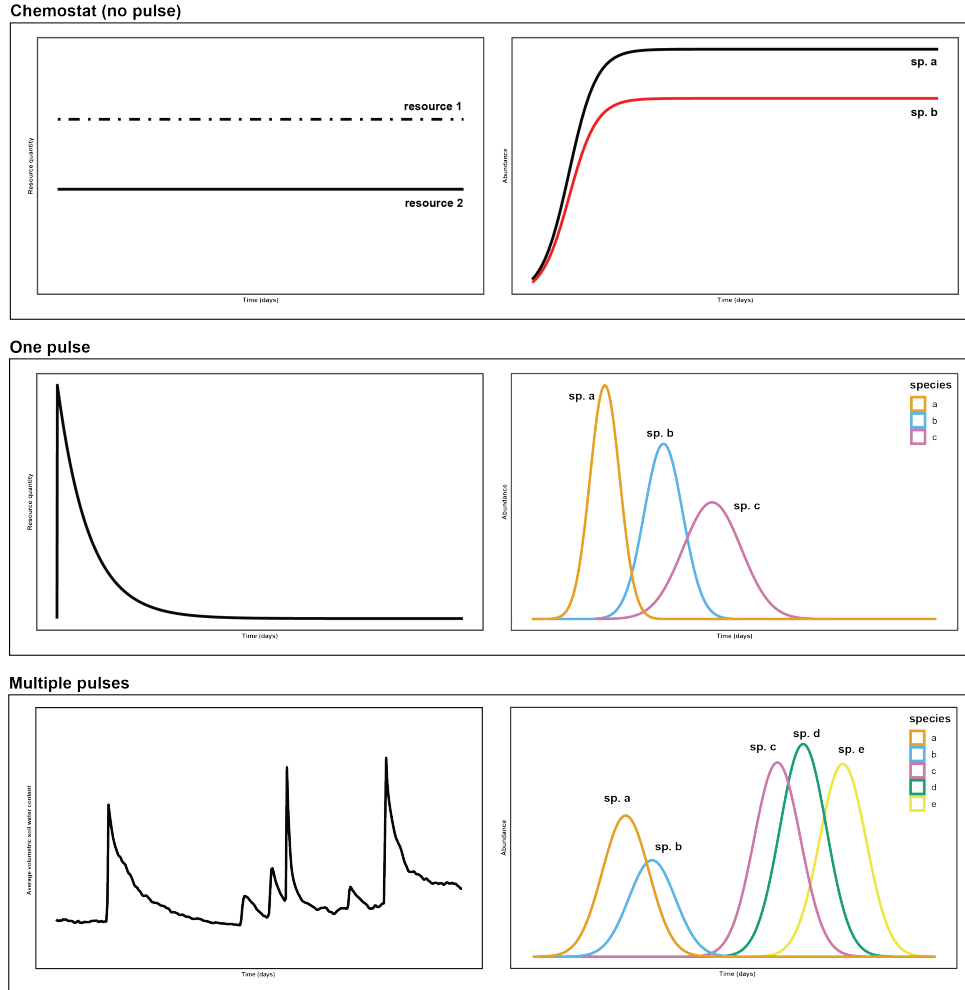 Chemostat (no pulse)
Resource quantity
resource 1
resource 2
Time (days)
Abundance
sp. a
sp. b
Time (days)
One pulse
Resource quantity
Time (days)
Abundance
sp. a
sp. b
sp. c
species
a
b
c
Time (days)
Multiple pulses
Average volumetric soil water content
Time (days)
Abundance
sp. a
sp. b
sp. c
sp. d
sp. e
species
a
b
c
d
e
Time (days)